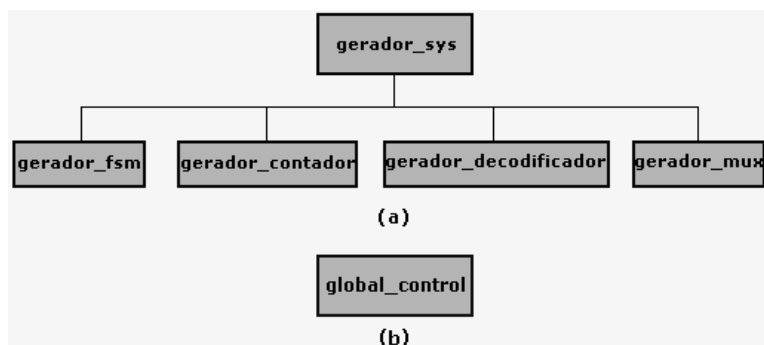 gerador_sys
gerador_fsm gerador_contador gerador_decodificador gerador_mux
(a)
global_control
(b)